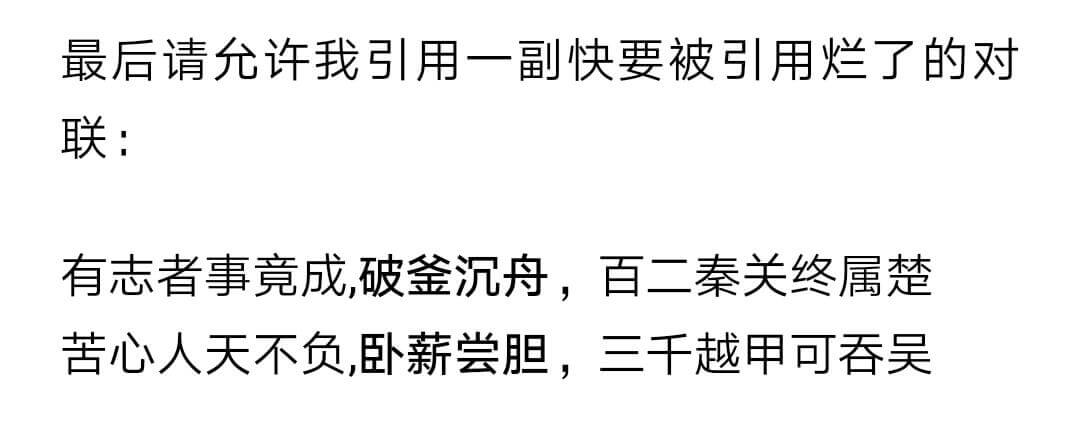 最后请允许我引用一副快要被引用烂了的对
联：
有志者事竟成,破釜沉舟，百二秦关终属楚
苦心人天不负,卧薪尝胆，三千越甲可吞吴